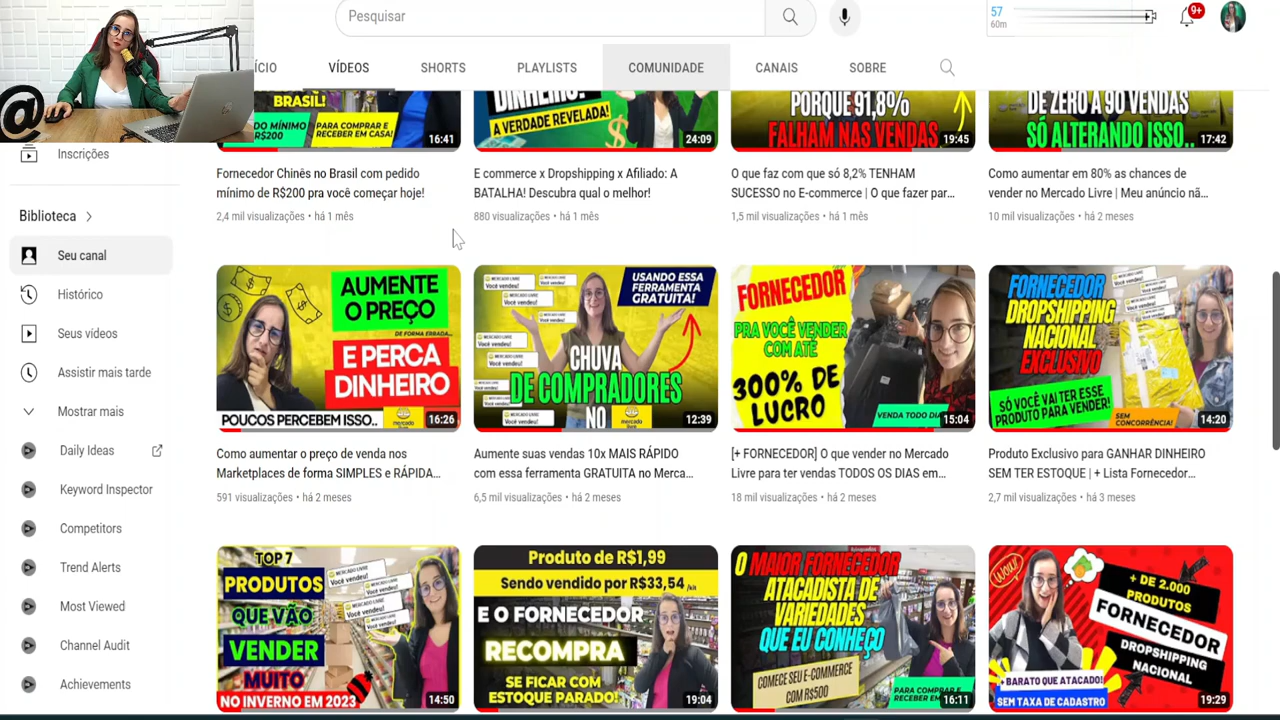 Pesquisar
57
60m
9+
ÍCIO
VÍDEOS
SHORTS
PLAYLISTS
COMUNIDADE
CANAIS
SOBRE
@
Inscrições
Biblioteca
Seu canal
Histórico
Seus vídeos
Assistir mais tarde
Mostrar mais
Daily Ideas
Keyword Inspector
Competitors
Trend Alerts
Most Viewed
Channel Audit
Achievements
BRASIL!
DO MÍNIMO
R$200
PARA COMPRAR E
RECEBER EM CASA!
16:41
Fornecedor Chinês no Brasil com pedido
mínimo de R$200 pra você começar hoje!
2,4 mil visualizações • há 1 mês
DINHEIRO!
A VERDADE REVELADA!
24:09
E commerce x Dropshipping x Afiliado: A
BATALHA! Descubra qual o melhor!
880 visualizações • há 1 mês
PORQUE 91,8%
FALHAM NAS VENDAS
19:45
O que faz com que só 8,2% TENHAM
SUCESSO no E-commerce | O que fazer par...
1,5 mil visualizações • há 1 mês
DE ZERO A 90 VENDAS
SÓ ALTERANDO ISSO..
17:42
Como aumentar em 80% as chances de
vender no Mercado Livre | Meu anúncio nã...
10 mil visualizações • há 2 meses
AUMENTE
O PREÇO
DE FORMA ERRADA...
E PERCA
DINHEIRO
POUCOS PERCEBEM ISSO..
mercado
16:26
Como aumentar o preço de venda nos
Marketplaces de forma SIMPLES e RÁPIDA...
591 visualizações • há 2 meses
USANDO ESSA
FERRAMENTA
GRATUITA!
Você vendeu!
CHUVA
DE COMPRADORES
NO
12:39
Aumente suas vendas 10x MAIS RÁPIDO
com essa ferramenta GRATUITA no Merca...
6,5 mil visualizações • há 2 meses
FORNECEDOR
PRA VOCÊ VENDER
COM ATÉ
300% DE
LUCRO
VENDA TODO DIA
15:04
[+ FORNECEDOR] O que vender no Mercado
Livre para ter vendas TODOS OS DIAS em...
18 mil visualizações • há 2 meses
FORNECEDOR
DROPSHIPPING
NACIONAL
EXCLUSIVO
SÓ VOCÊ VAI TER ESSE
PRODUTO PARA VENDER!
SEM
CONCORRÊNCIA!
14:20
Produto Exclusivo para GANHAR DINHEIRO
SEM TER ESTOQUE | + Lista Fornecedor...
2,7 mil visualizações • há 3 meses
TOP 7
PRODUTOS
QUE VÃO
VENDER
MUITO
NO INVERNO EM 2023
Você vendeu!
14:50
Produto de R$1,99
Sendo vendido por R$33,54
E O FORNECEDOR
RECOMPRA
SE FICAR COM
ESTOQUE PARADO!
19:04
O MAIOR FORNECEDOR
ATACADISTA DE
VARIEDADES
QUE EU CONHEÇO
COMECE SEU E-COMMERCE
COM R$500
PARA COMPRAR E
RECEBER EM
16:11
Wow!
+ DE 2.000
PRODUTOS
FORNECEDOR
DROPSHIPPING
NACIONAL
+BARATO QUE ATACADO!
SEM TAXA DE CADASTRO
19:29